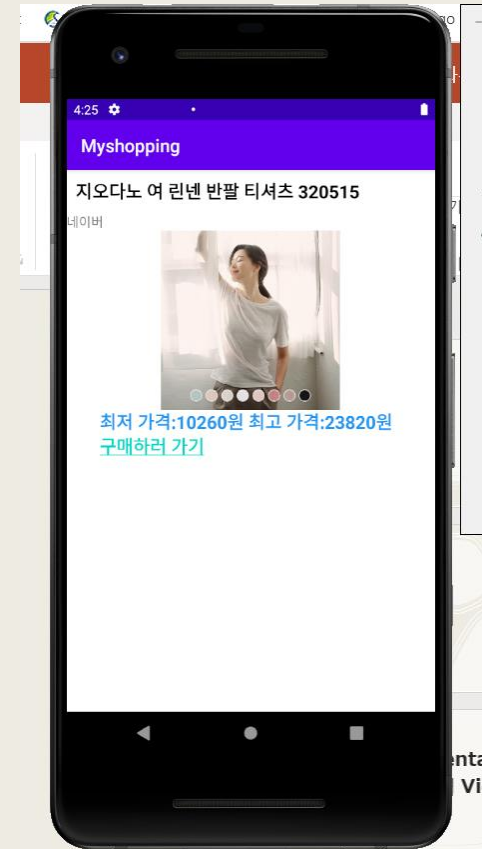 4:25
Myshopping
지오다노 여 린넨 반팔 티셔츠 320515
네이버
최저 가격:10260원 최고 가격:23820원
구매하러 가기
enta
Vi